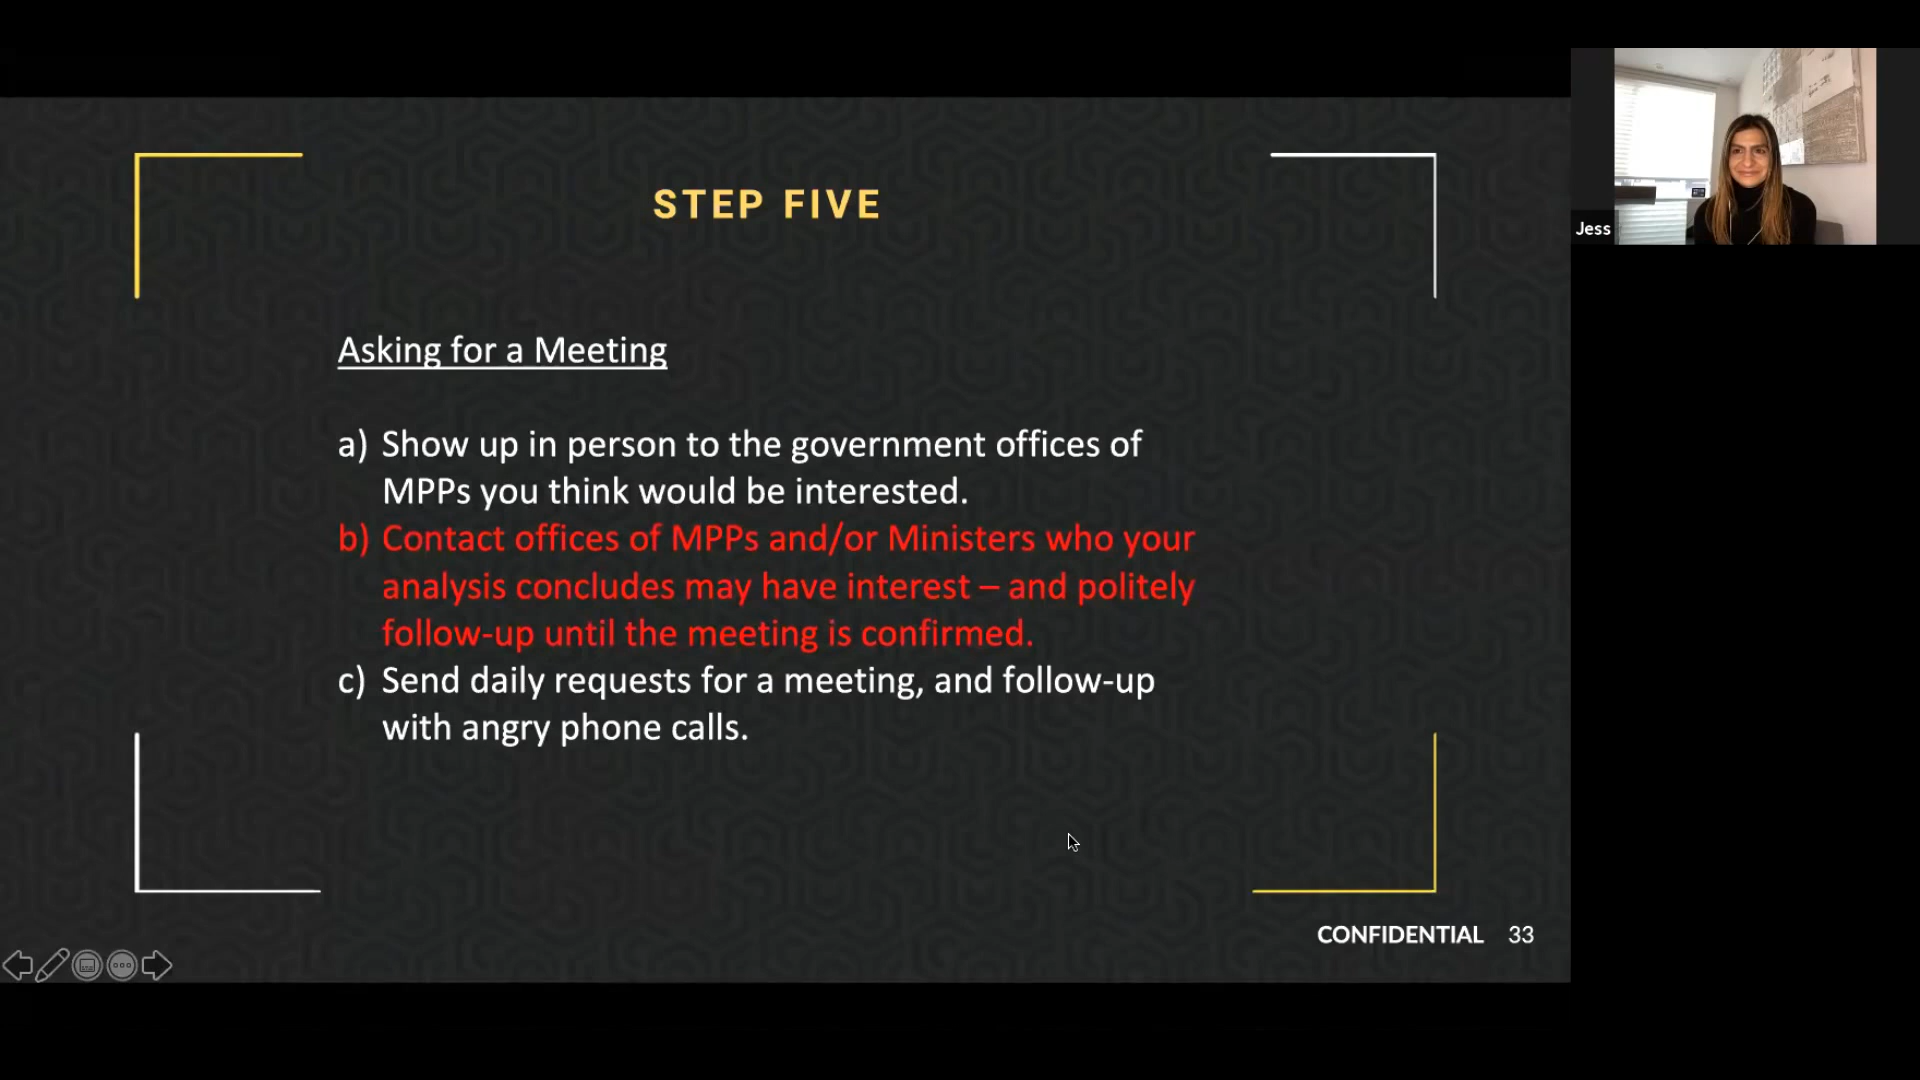 STEP FIVE
Jess
Asking for a Meeting
a) Show up in person to the government offices of
MPPs you think would be interested.
b) Contact offices of MPPs and/or Ministers who your
analysis concludes may have interest – and politely
follow-up until the meeting is confirmed.
c) Send daily requests for a meeting, and follow-up
with angry phone calls.
CONFIDENTIAL 33